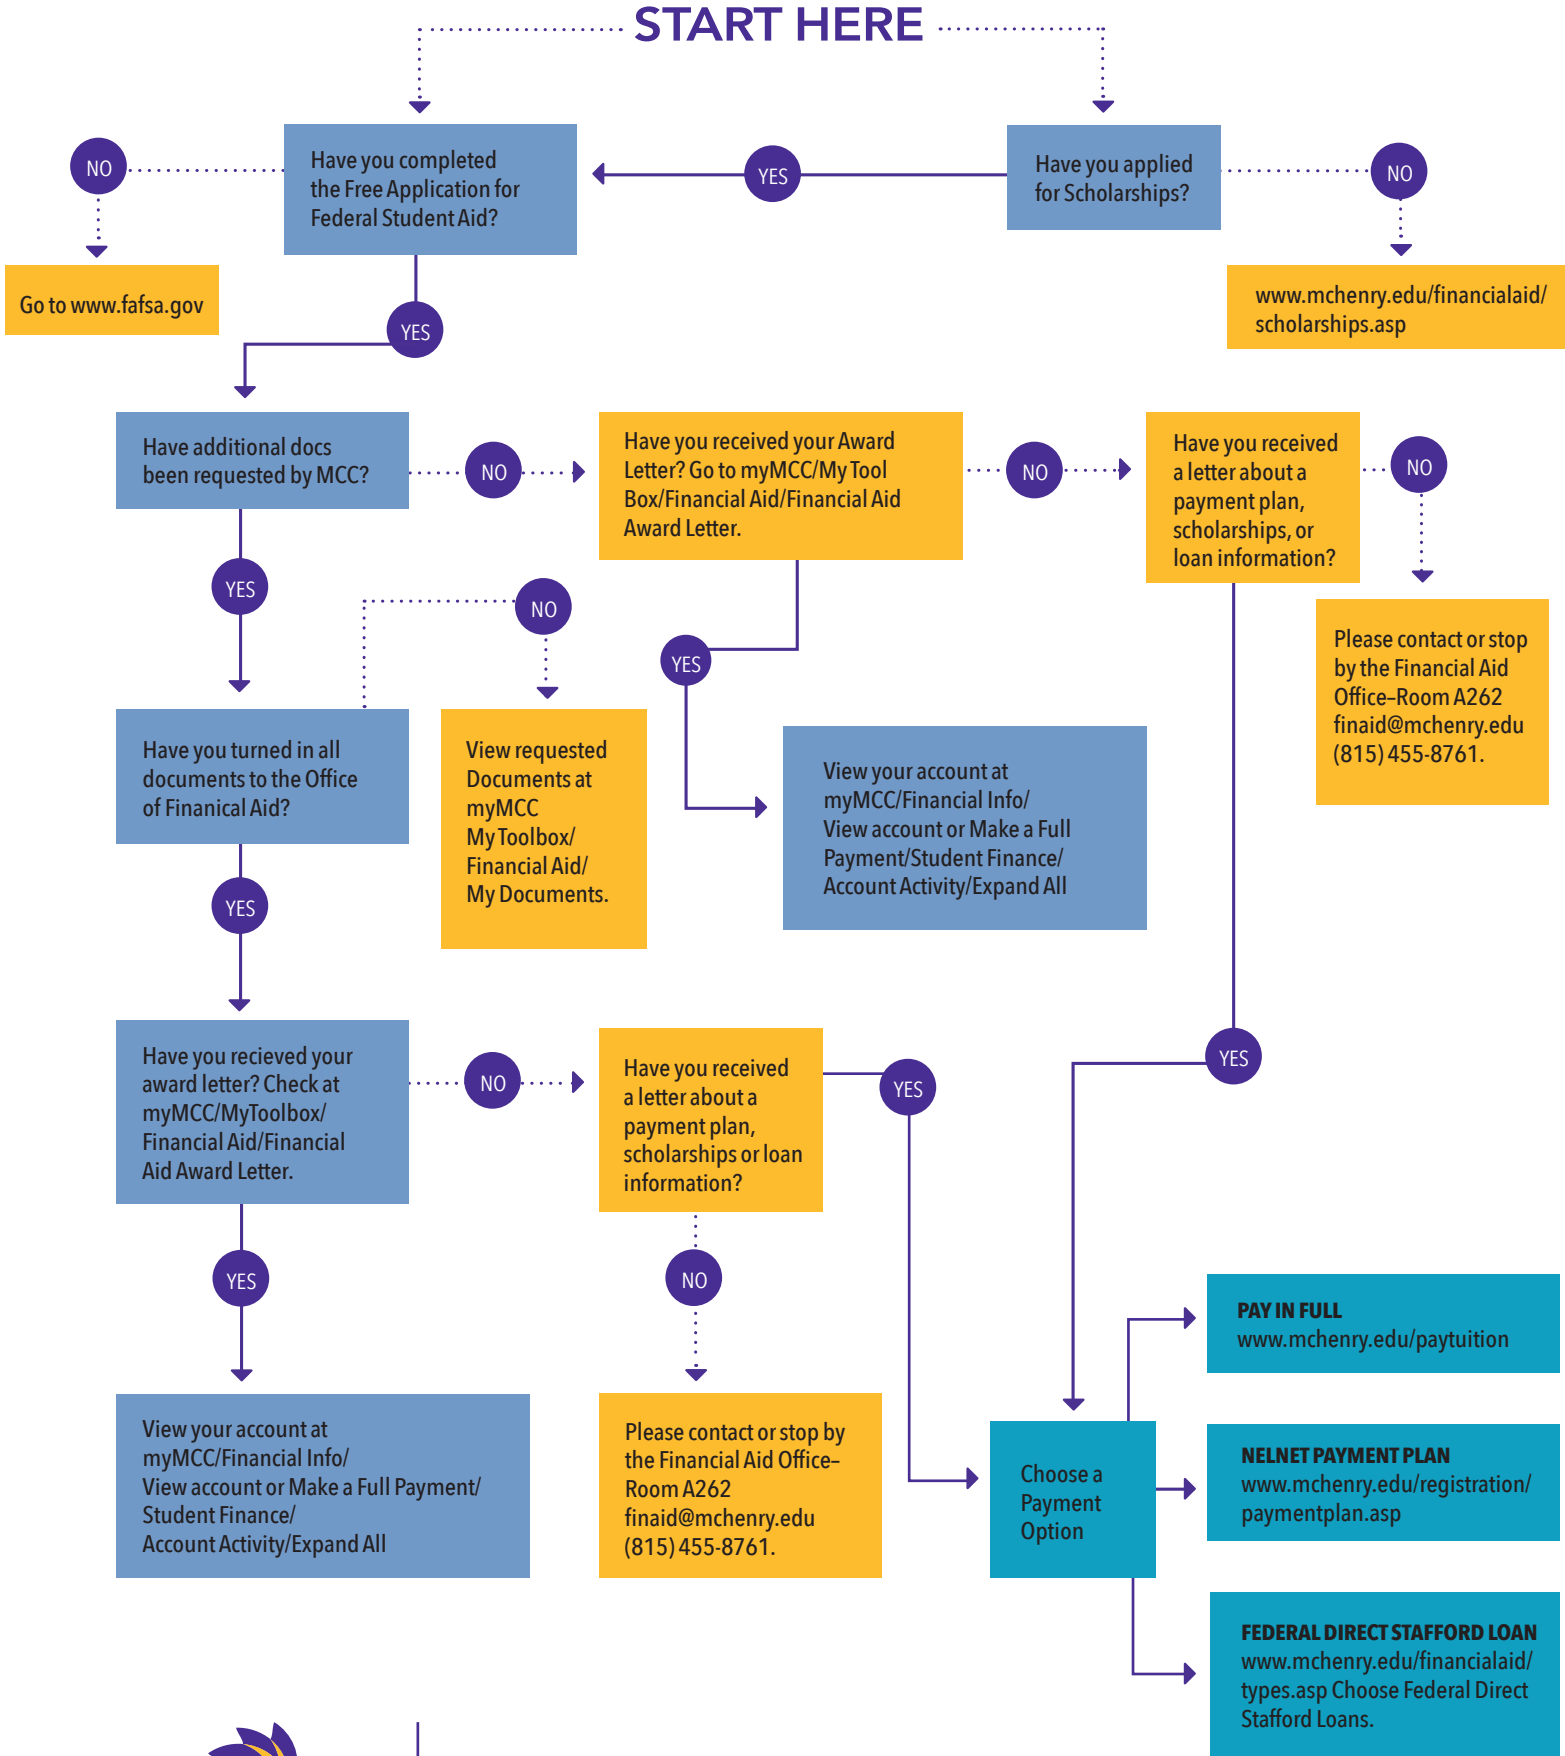 START HERE
NO
Have you completed
the Free Application for
Federal Student Aid?
YES
Have you applied
for Scholarships?
NO
Go to www.fafsa.gov
YES
www.mchenry.edu/financialaid/
scholarships.asp
Have additional docs
been requested by MCC?
NO
Have you received your Award
Letter? Go to myMCC/My Tool
Box/Financial Aid/Financial Aid
Award Letter.
NO
Have you received
a letter about a
payment plan,
scholarships, or
loan information?
NO
YES
NO
YES
Please contact or stop
by the Financial Aid
Office–Room A262
finaid@mchenry.edu
(815) 455-8761.
Have you turned in all
documents to the Office
of Finanical Aid?
View requested
Documents at
myMCC
My Toolbox/
Financial Aid/
My Documents.
View your account at
myMCC/Financial Info/
View account or Make a Full
Payment/Student Finance/
Account Activity/Expand All
YES
Have you recieved your
award letter? Check at
myMCC/MyToolbox/
Financial Aid/Financial
Aid Award Letter.
NO
Have you received
a letter about a
payment plan,
scholarships or loan
information?
YES
YES
YES
NO
PAY IN FULL
www.mchenry.edu/paytuition
View your account at
myMCC/Financial Info/
View account or Make a Full Payment/
Student Finance/
Account Activity/Expand All
Please contact or stop by
the Financial Aid Office–
Room A262
finaid@mchenry.edu
(815) 455-8761.
Choose a
Payment
Option
NELNET PAYMENT PLAN
www.mchenry.edu/registration/
paymentplan.asp
FEDERAL DIRECT STAFFORD LOAN
www.mchenry.edu/financialaid/
types.asp Choose Federal Direct
Stafford Loans.